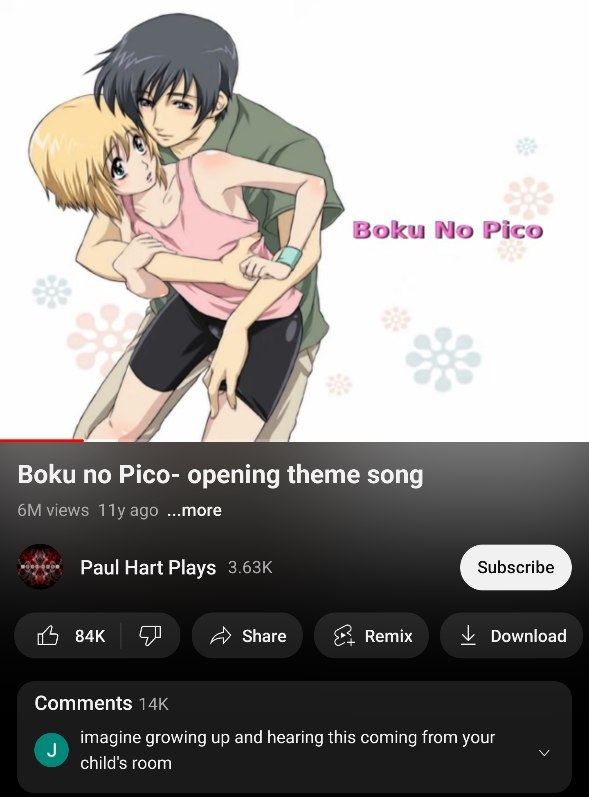 Boku No Pico
Boku no Pico- opening theme song
6M views 11y ago ...more
Paul Hart Plays 3.63K
Subscribe
84K
Share
Remix
Download
Comments 14K
J
imagine growing up and hearing this coming from your
child's room